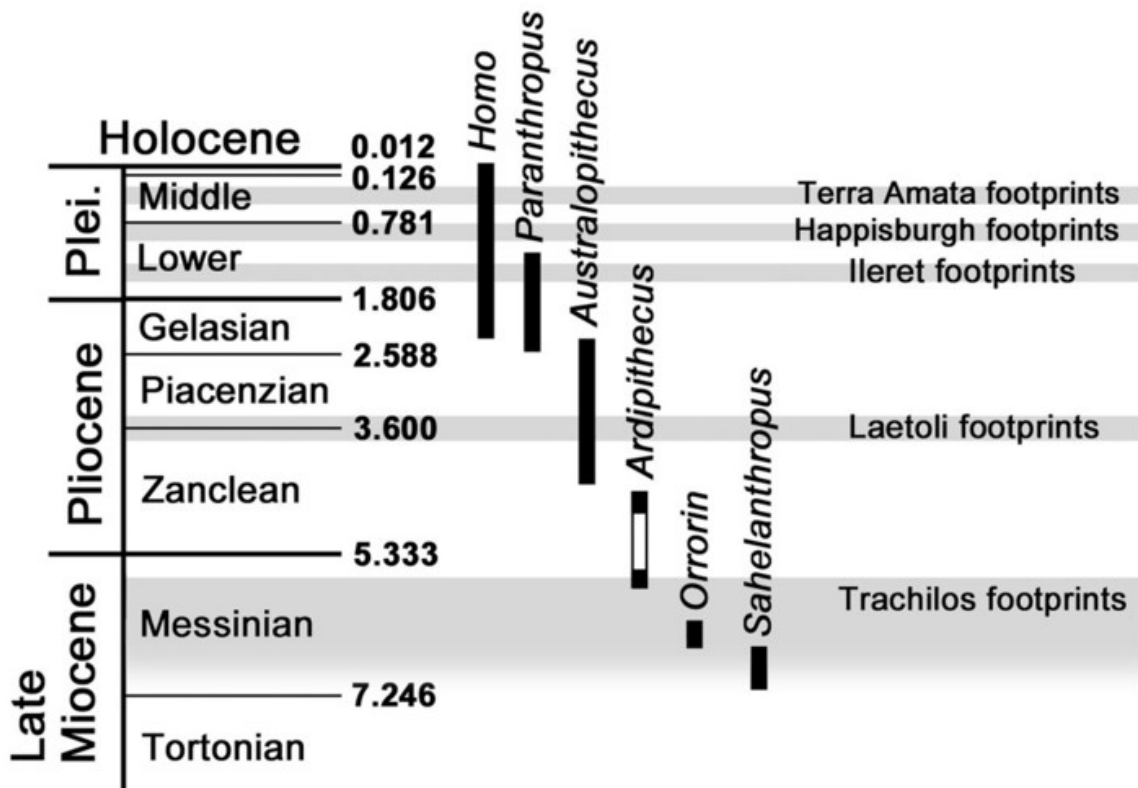 Homo
Paranthropus
Australopithecus
Ardipithecus
Orrorin
Sahelanthropus
Holocene 0.012
Plei.
0.126
Middle
Terra Amata footprints
0.781
Happisburgh footprints
Lower
Ileret footprints
1.806
Pliocene
Gelasian
2.588
Piacenzian
3.600
Laetoli footprints
Zanclean
5.333
Late
Miocene
Trachilos footprints
Messinian
7.246
Tortonian